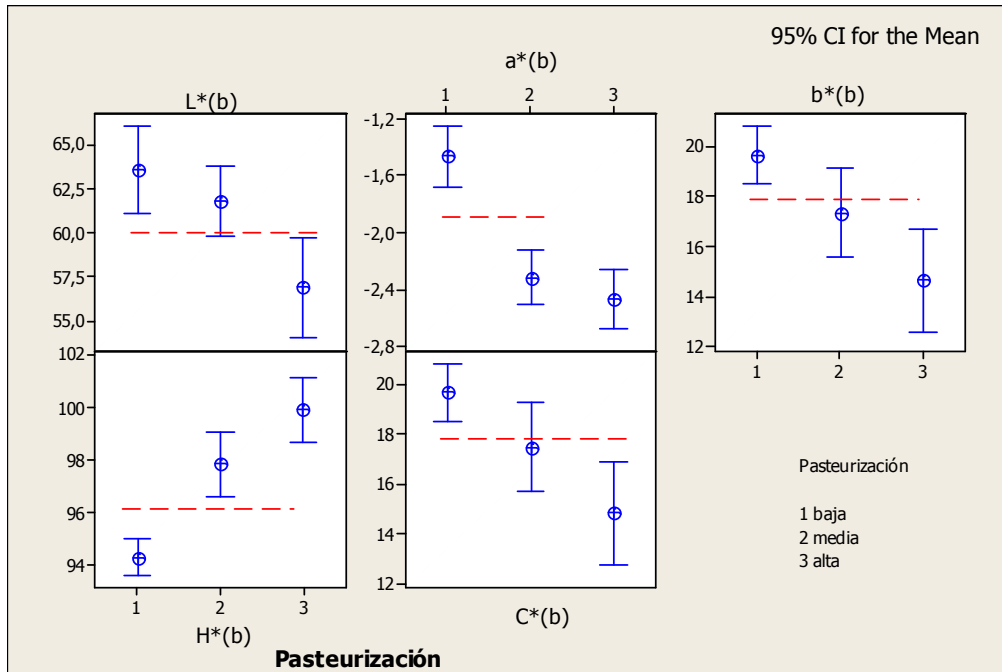 95% CI for the Mean
a*(b)
1 2 3
L*(b)
b*(b)
65,0
62,5
60,0
57,5
55,0
-1,2
-1,6
-2,0
-2,4
-2,8
20
18
16
14
12
1 2 3
102
100
98
96
94
20
18
16
14
12
1 2 3
H*(b)
C*(b)
Pasteurización
Pasteurización
1 baja
2 media
3 alta